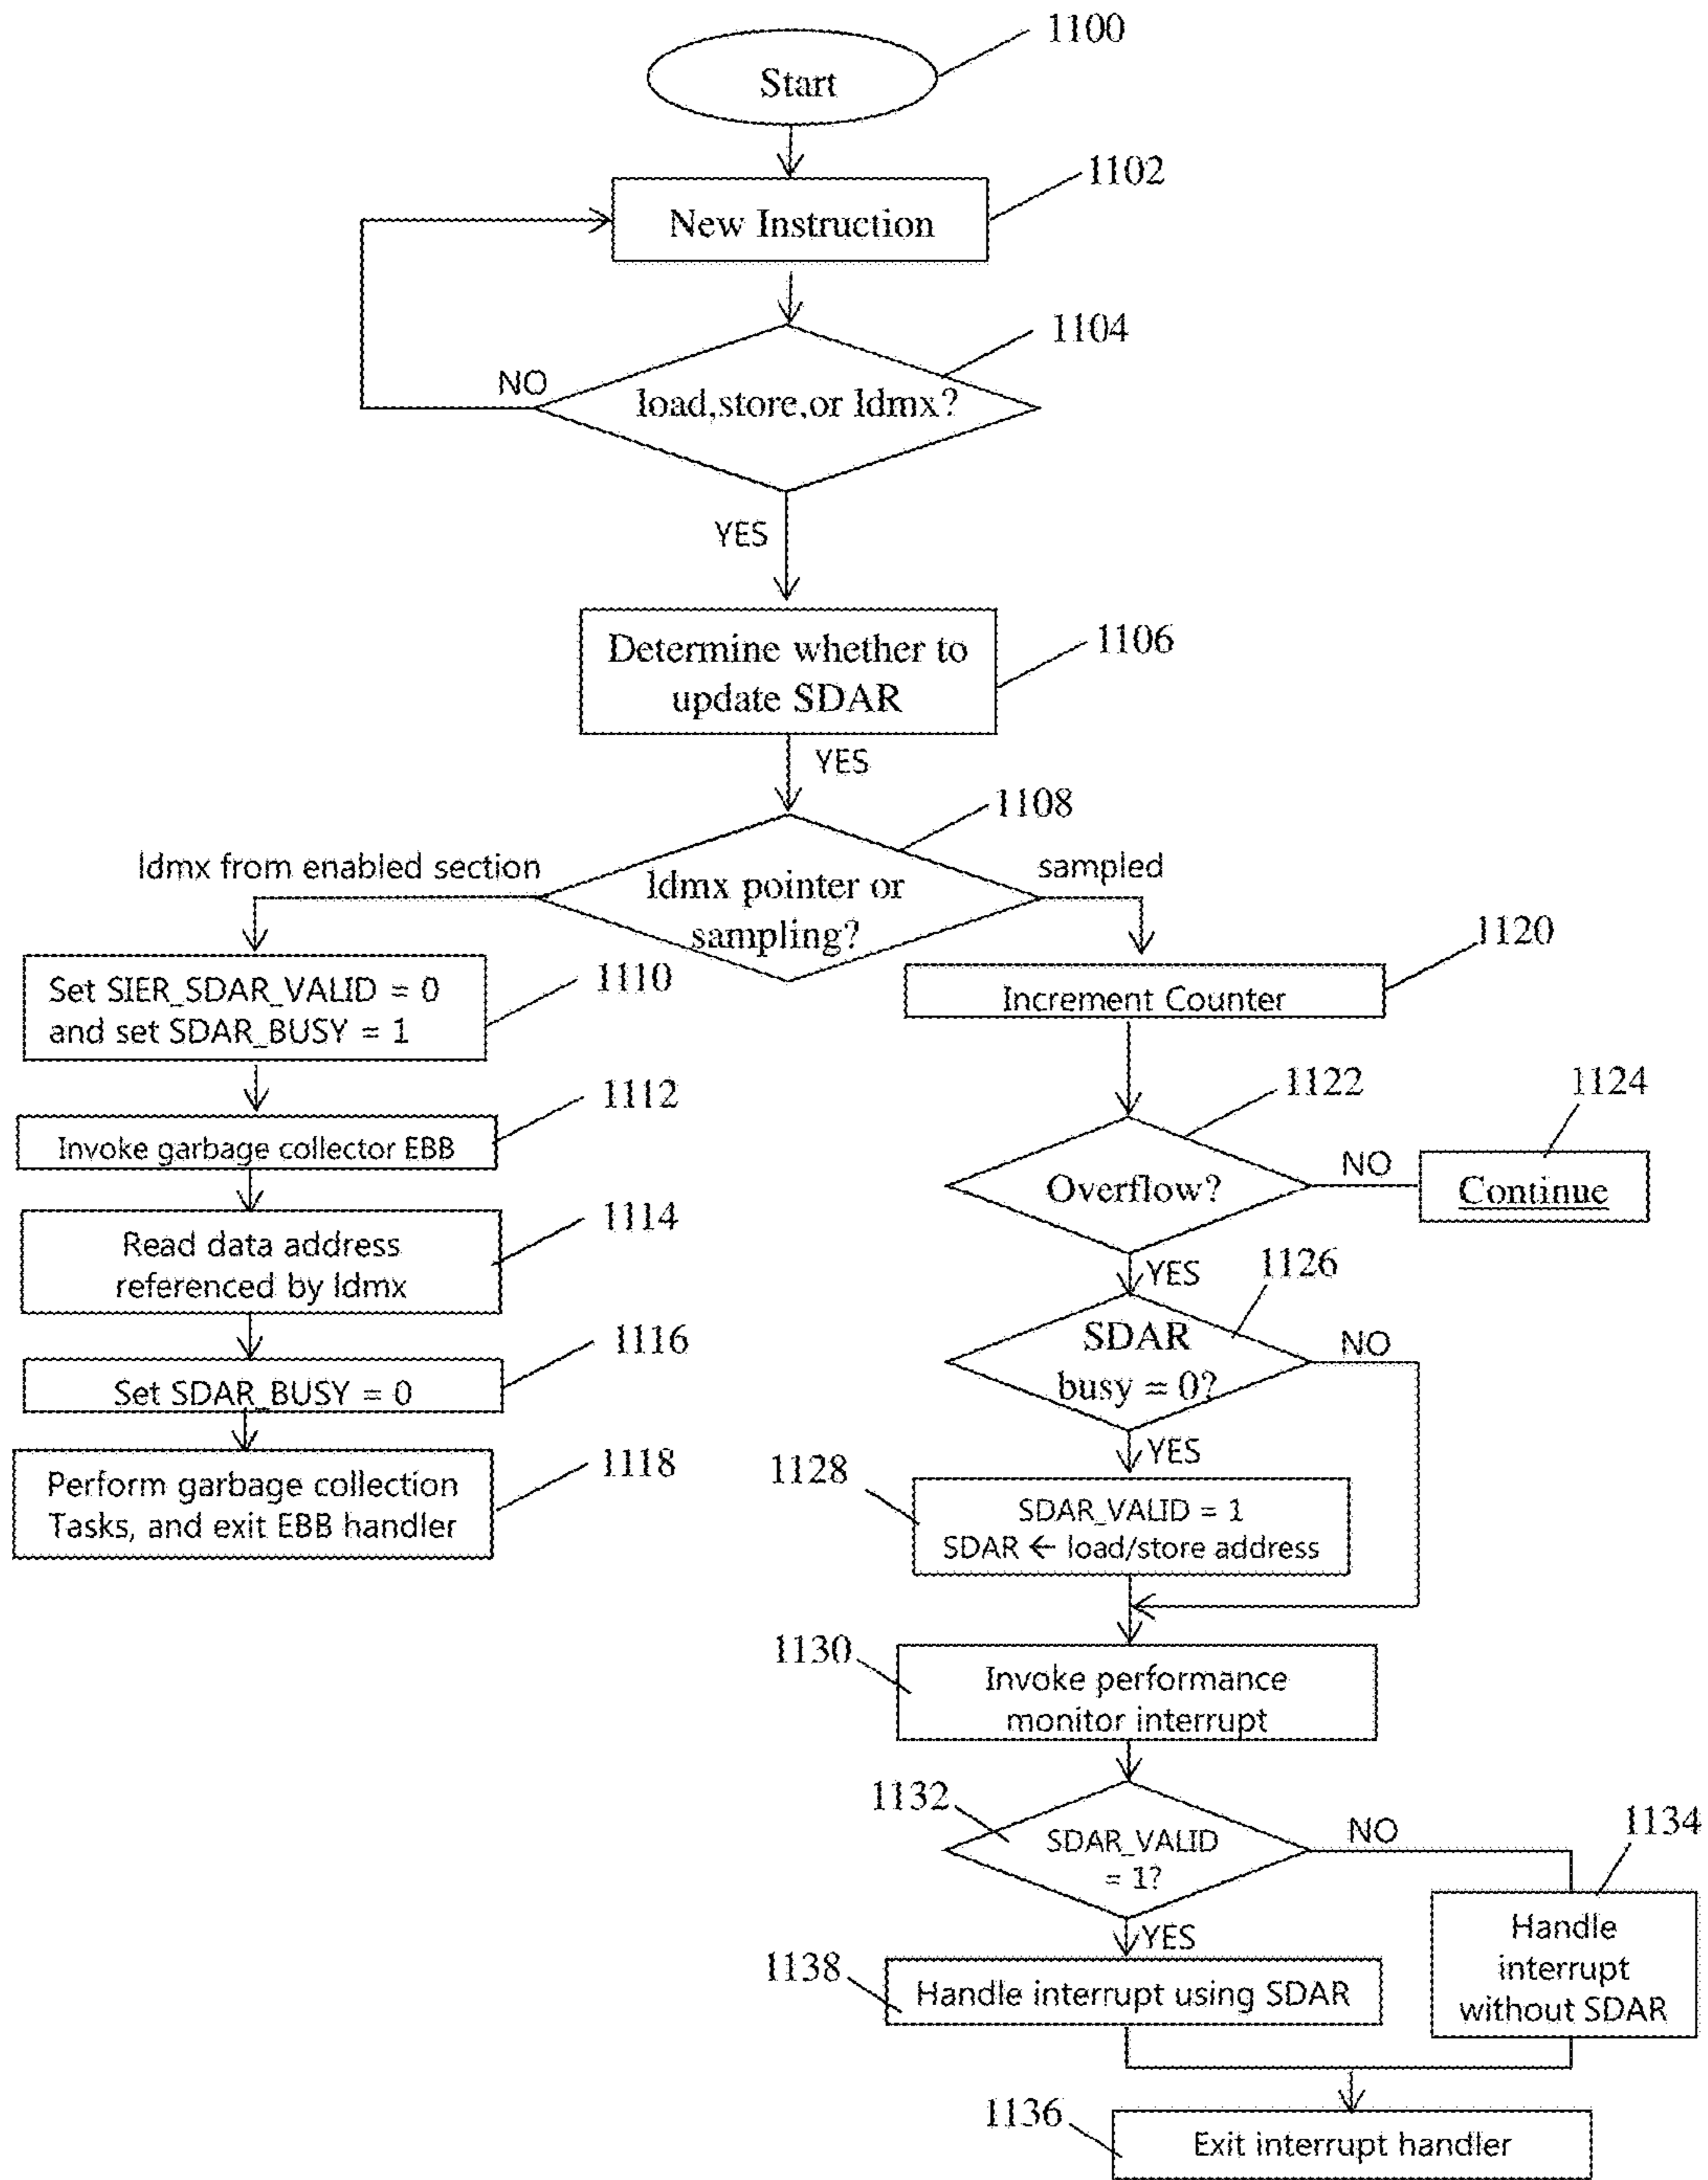 1100
Start
1102
New Instruction
1104
NO
load,store,or ldmx?
YES
1106
Determine whether to
update SDAR
YES
1108
ldmx from enabled section
sampled
ldmx pointer or
sampling?
1110
Set SIER_SDAR_VALID = 0
and set SDAR_BUSY = 1
1112
Invoke garbage collector EBB
1114
Read data address
referenced by ldmx
1116
Set SDAR_BUSY = 0
1118
Perform garbage collection
Tasks, and exit EBB handler
1120
Increment Counter
1122
1124
Overflow?
NO
Continue
YES
1126
SDAR
busy = 0?
NO
YES
1128
SDAR_VALID = 1
SDAR ← load/store address
1130
Invoke performance
monitor interrupt
1132
SDAR_VALID
= 1?
NO
1134
YES
Handle
interrupt
without SDAR
1138
Handle interrupt using SDAR
1136
Exit interrupt handler